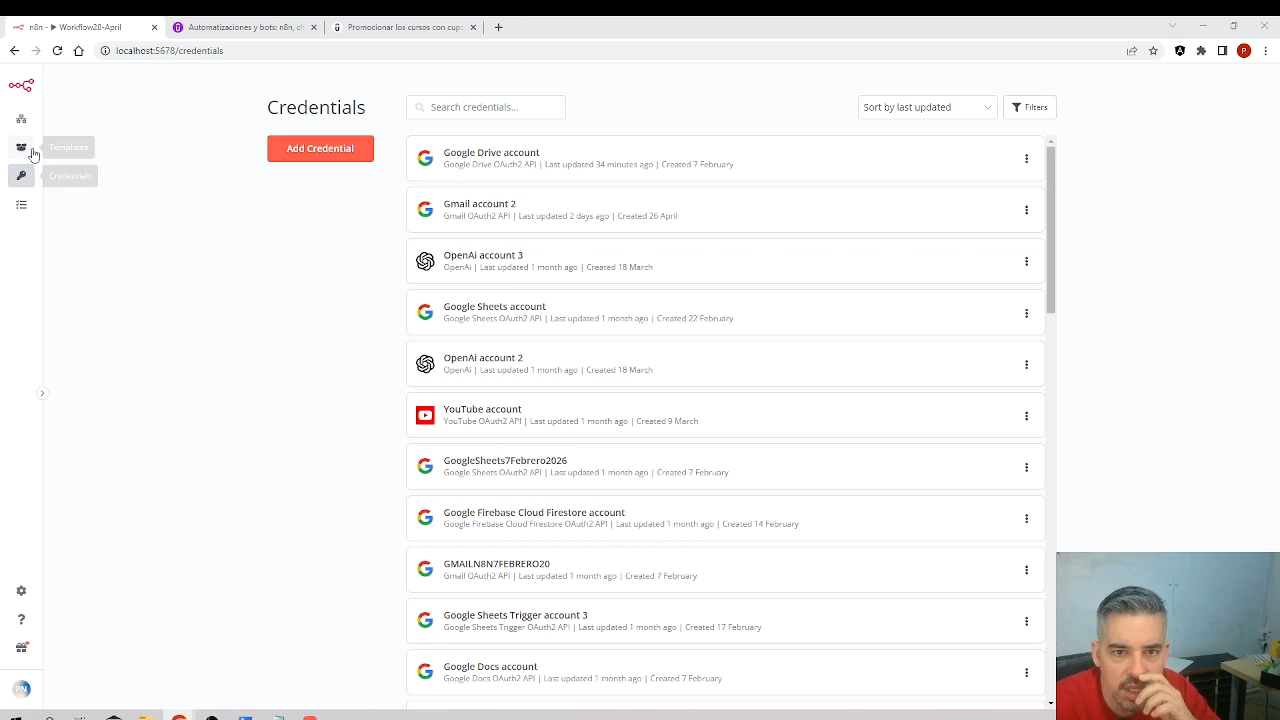 n8n - ▶ Workflow28-April
Automatizaciones y bots: n8n, ch
Promocionar los cursos con cupo
localhost:5678/credentials
P
Credentials
Search credentials...
Sort by last updated
Filters
Add Credential
Templates
Credentials
Google Drive account
Google Drive OAuth2 API | Last updated 34 minutes ago | Created 7 February
Gmail account 2
Gmail OAuth2 API | Last updated 2 days ago | Created 26 April
OpenAi account 3
OpenAi | Last updated 1 month ago | Created 18 March
Google Sheets account
Google Sheets OAuth2 API | Last updated 1 month ago | Created 22 February
OpenAi account 2
OpenAi | Last updated 1 month ago | Created 18 March
YouTube account
YouTube OAuth2 API | Last updated 1 month ago | Created 9 March
GoogleSheets7Febrero2026
Google Sheets OAuth2 API | Last updated 1 month ago | Created 7 February
Google Firebase Cloud Firestore account
Google Firebase Cloud Firestore OAuth2 API | Last updated 1 month ago | Created 14 February
GMAILN8N7FEBRERO20
Gmail OAuth2 API | Last updated 1 month ago | Created 7 February
Google Sheets Trigger account 3
Google Sheets Trigger OAuth2 API | Last updated 1 month ago | Created 17 February
Google Docs account
Google Docs OAuth2 API | Last updated 1 month ago | Created 7 February
PN